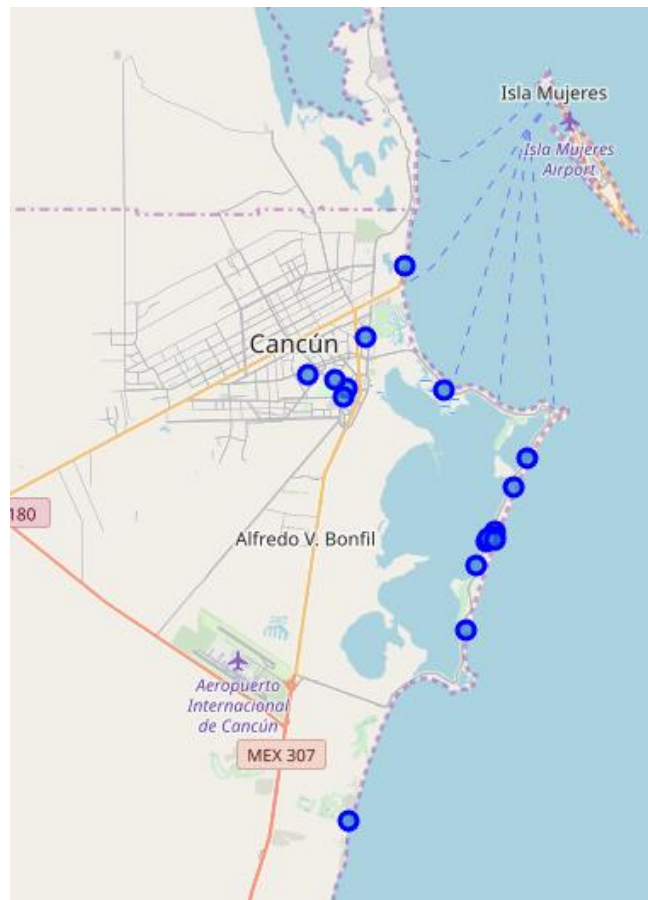 Isla Mujeres
Isla Mujeres
Airport
Cancún
180
Alfredo V. Bonfil
Aeropuerto
Internacional
de Cancún
MEX 307